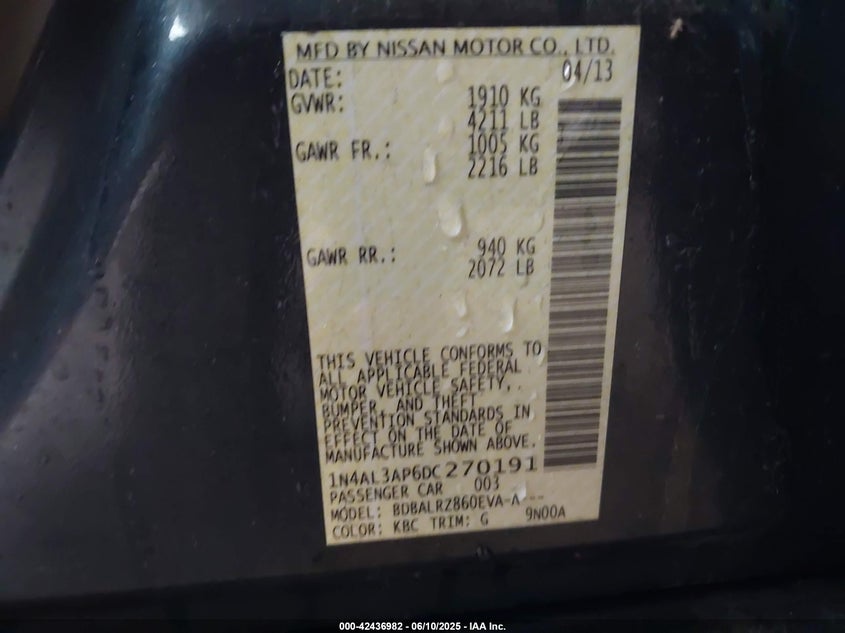 MFD BY NISSAN MOTOR CO., LTD.
DATE: 04/13
GVWR: 1910 KG
4211 LB
GAWR FR.: 1005 KG
2216 LB
GAWR RR.: 940 KG
2072 LB
THIS VEHICLE CONFORMS TO
ALL APPLICABLE FEDERAL
MOTOR VEHICLE SAFETY,
BUMPER, AND THEFT
PREVENTION STANDARDS IN
EFFECT ON THE DATE OF
MANUFACTURE SHOWN ABOVE.
1N4AL3AP6DC270191
PASSENGER CAR 003
MODEL: BDBALRZ860EVA-A---
COLOR: KBC TRIM: G 9N00A
000-42436982 - 06/10/2025 - IAA Inc.